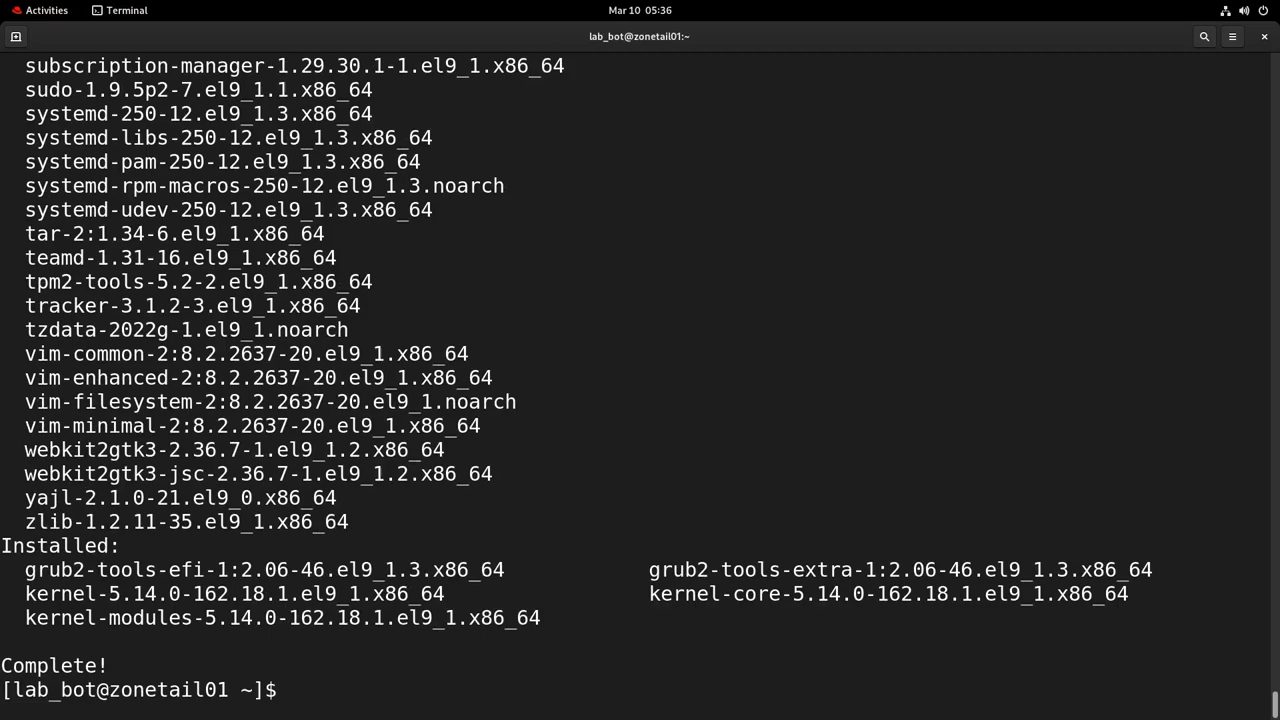 Activities Terminal Mar 10 05:36
lab_bot@zonetail01:~
subscription-manager-1.29.30.1-1.el9_1.x86_64
sudo-1.9.5p2-7.el9_1.1.x86_64
systemd-250-12.el9_1.3.x86_64
systemd-libs-250-12.el9_1.3.x86_64
systemd-pam-250-12.el9_1.3.x86_64
systemd-rpm-macros-250-12.el9_1.3.noarch
systemd-udev-250-12.el9_1.3.x86_64
tar-2:1.34-6.el9_1.x86_64
teamd-1.31-16.el9_1.x86_64
tpm2-tools-5.2-2.el9_1.x86_64
tracker-3.1.2-3.el9_1.x86_64
tzdata-2022g-1.el9_1.noarch
vim-common-2:8.2.2637-20.el9_1.x86_64
vim-enhanced-2:8.2.2637-20.el9_1.x86_64
vim-filesystem-2:8.2.2637-20.el9_1.noarch
vim-minimal-2:8.2.2637-20.el9_1.x86_64
webkit2gtk3-2.36.7-1.el9_1.2.x86_64
webkit2gtk3-jsc-2.36.7-1.el9_1.2.x86_64
yajl-2.1.0-21.el9_0.x86_64
zlib-1.2.11-35.el9_1.x86_64
Installed:
grub2-tools-efi-1:2.06-46.el9_1.3.x86_64 grub2-tools-extra-1:2.06-46.el9_1.3.x86_64
kernel-5.14.0-162.18.1.el9_1.x86_64 kernel-core-5.14.0-162.18.1.el9_1.x86_64
kernel-modules-5.14.0-162.18.1.el9_1.x86_64
Complete!
[lab_bot@zonetail01 ~]$